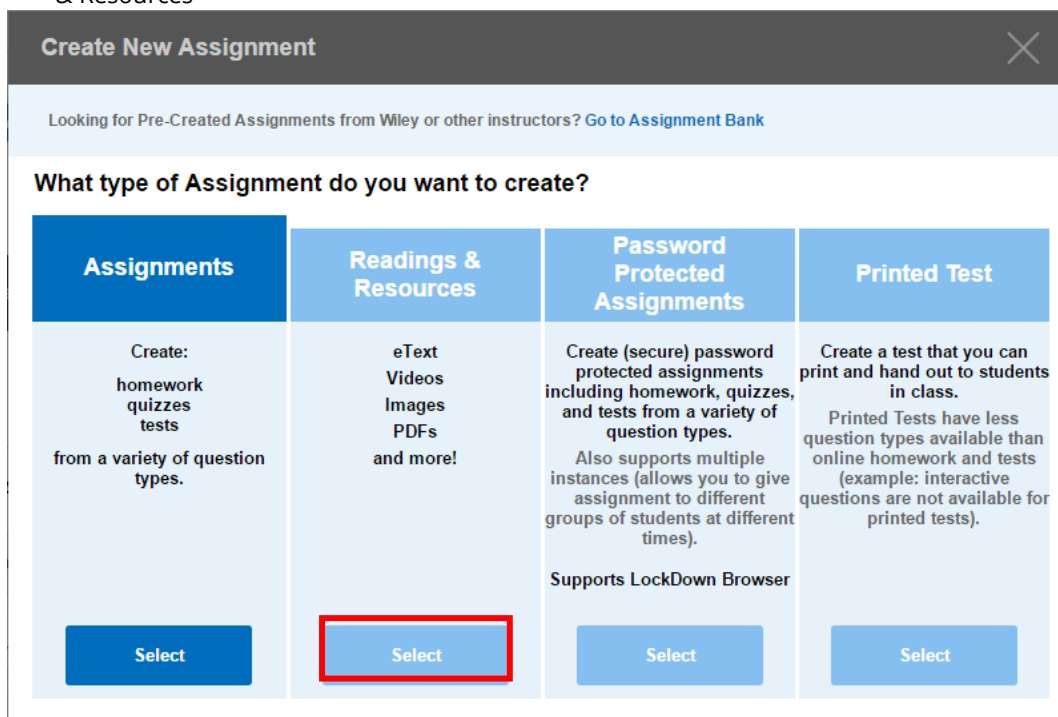 & Resources
Create New Assignment
Looking for Pre-Created Assignments from Wiley or other instructors? Go to Assignment Bank
What type of Assignment do you want to create?
Assignments
Create:
homework
quizzes
tests
from a variety of question
types.
Select
Readings &
Resources
eText
Videos
Images
PDFs
and more!
Select
Password
Protected
Assignments
Create (secure) password
protected assignments
including homework, quizzes,
and tests from a variety of
question types.
Also supports multiple
instances (allows you to give
assignment to different
groups of students at different
times).
Supports LockDown Browser
Select
Printed Test
Create a test that you can
print and hand out to students
in class.
Printed Tests have less
question types available than
online homework and tests
(example: interactive
questions are not available for
printed tests).
Select